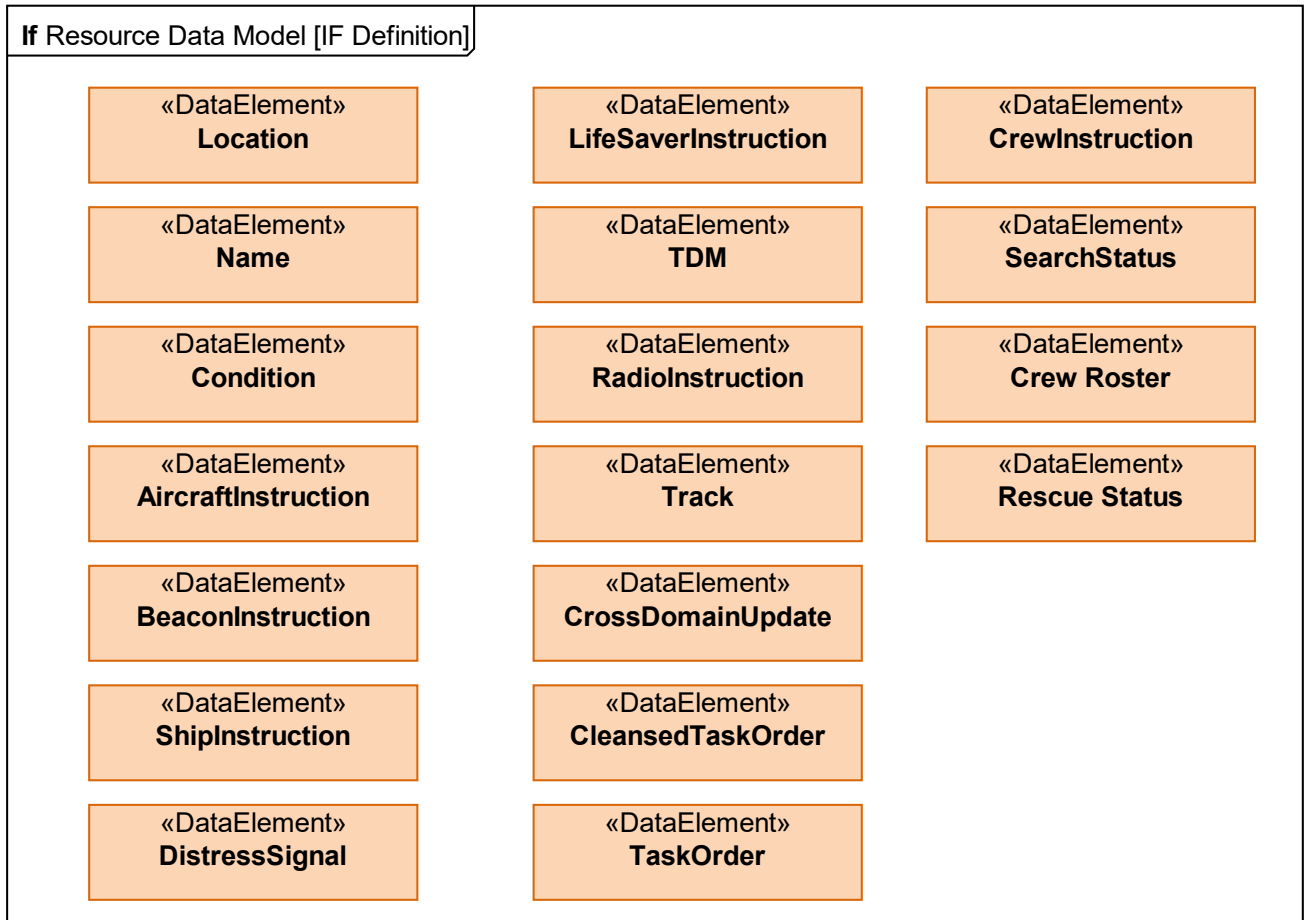 If Resource Data Model [IF Definition]
«DataElement»
Location
«DataElement»
Name
«DataElement»
Condition
«DataElement»
AircraftInstruction
«DataElement»
BeaconInstruction
«DataElement»
ShipInstruction
«DataElement»
DistressSignal
«DataElement»
LifeSaverInstruction
«DataElement»
TDM
«DataElement»
RadioInstruction
«DataElement»
Track
«DataElement»
CrossDomainUpdate
«DataElement»
CleansedTaskOrder
«DataElement»
TaskOrder
«DataElement»
CrewInstruction
«DataElement»
SearchStatus
«DataElement»
Crew Roster
«DataElement»
Rescue Status